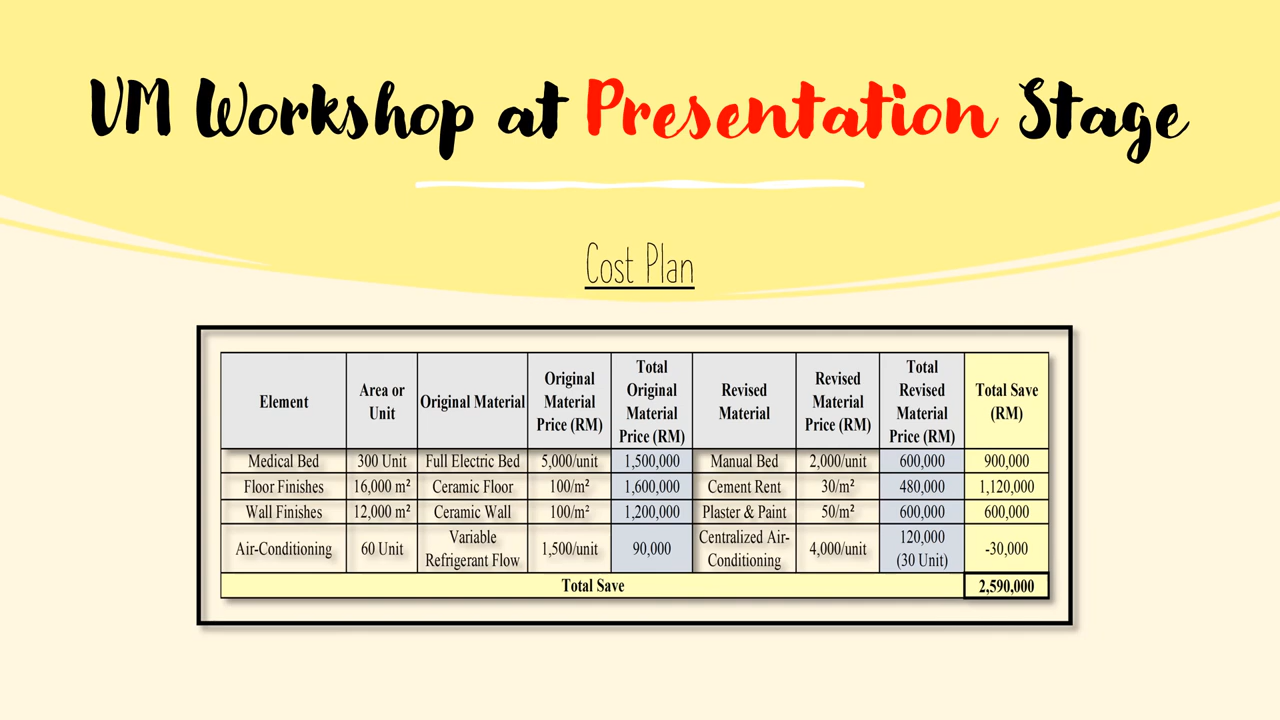 VM Workshop at Presentation Stage
Cost Plan
Element Area or Unit Original Material Original Material Price (RM) Total Original Material Price (RM) Revised Material Revised Material Price (RM) Total Revised Material Price (RM) Total Save (RM)
Medical Bed 300 Unit Full Electric Bed 5,000/unit 1,500,000 Manual Bed 2,000/unit 600,000 900,000
Floor Finishes 16,000 m² Ceramic Floor 100/m² 1,600,000 Cement Rent 30/m² 480,000 1,120,000
Wall Finishes 12,000 m² Ceramic Wall 100/m² 1,200,000 Plaster & Paint 50/m² 600,000 600,000
Air-Conditioning 60 Unit Variable Refrigerant Flow 1,500/unit 90,000 Centralized Air-Conditioning 4,000/unit 120,000 (30 Unit) -30,000
Total Save 2,590,000